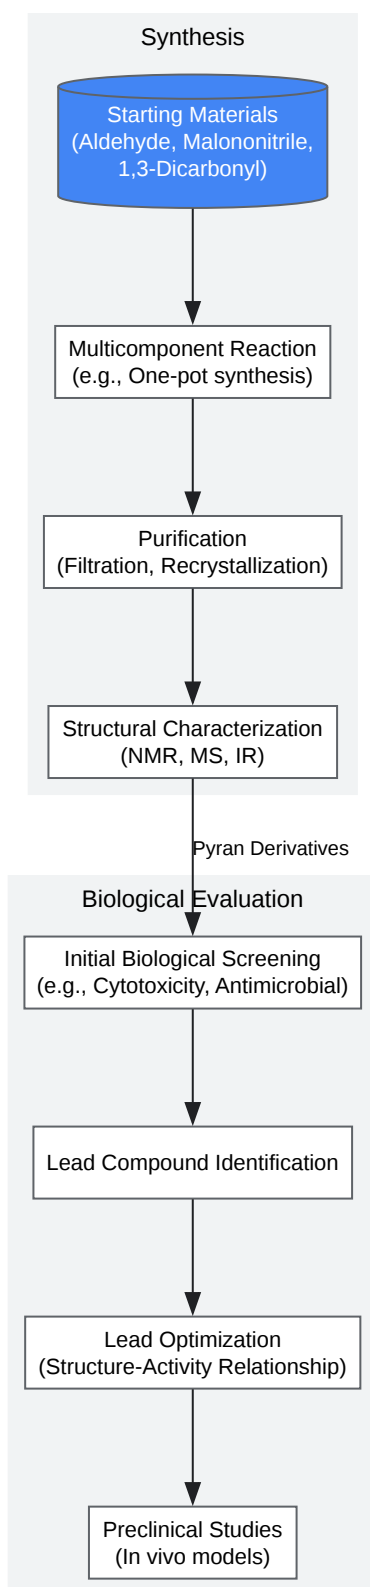 Synthesis
Starting Materials
(Aldehyde, Malononitrile,
1,3-Dicarbonyl)
Multicomponent Reaction
(e.g., One-pot synthesis)
Purification
(Filtration, Recrystallization)
Structural Characterization
(NMR, MS, IR)
Pyran Derivatives
Biological Evaluation
Initial Biological Screening
(e.g., Cytotoxicity, Antimicrobial)
Lead Compound Identification
Lead Optimization
(Structure-Activity Relationship)
Preclinical Studies
(In vivo models)